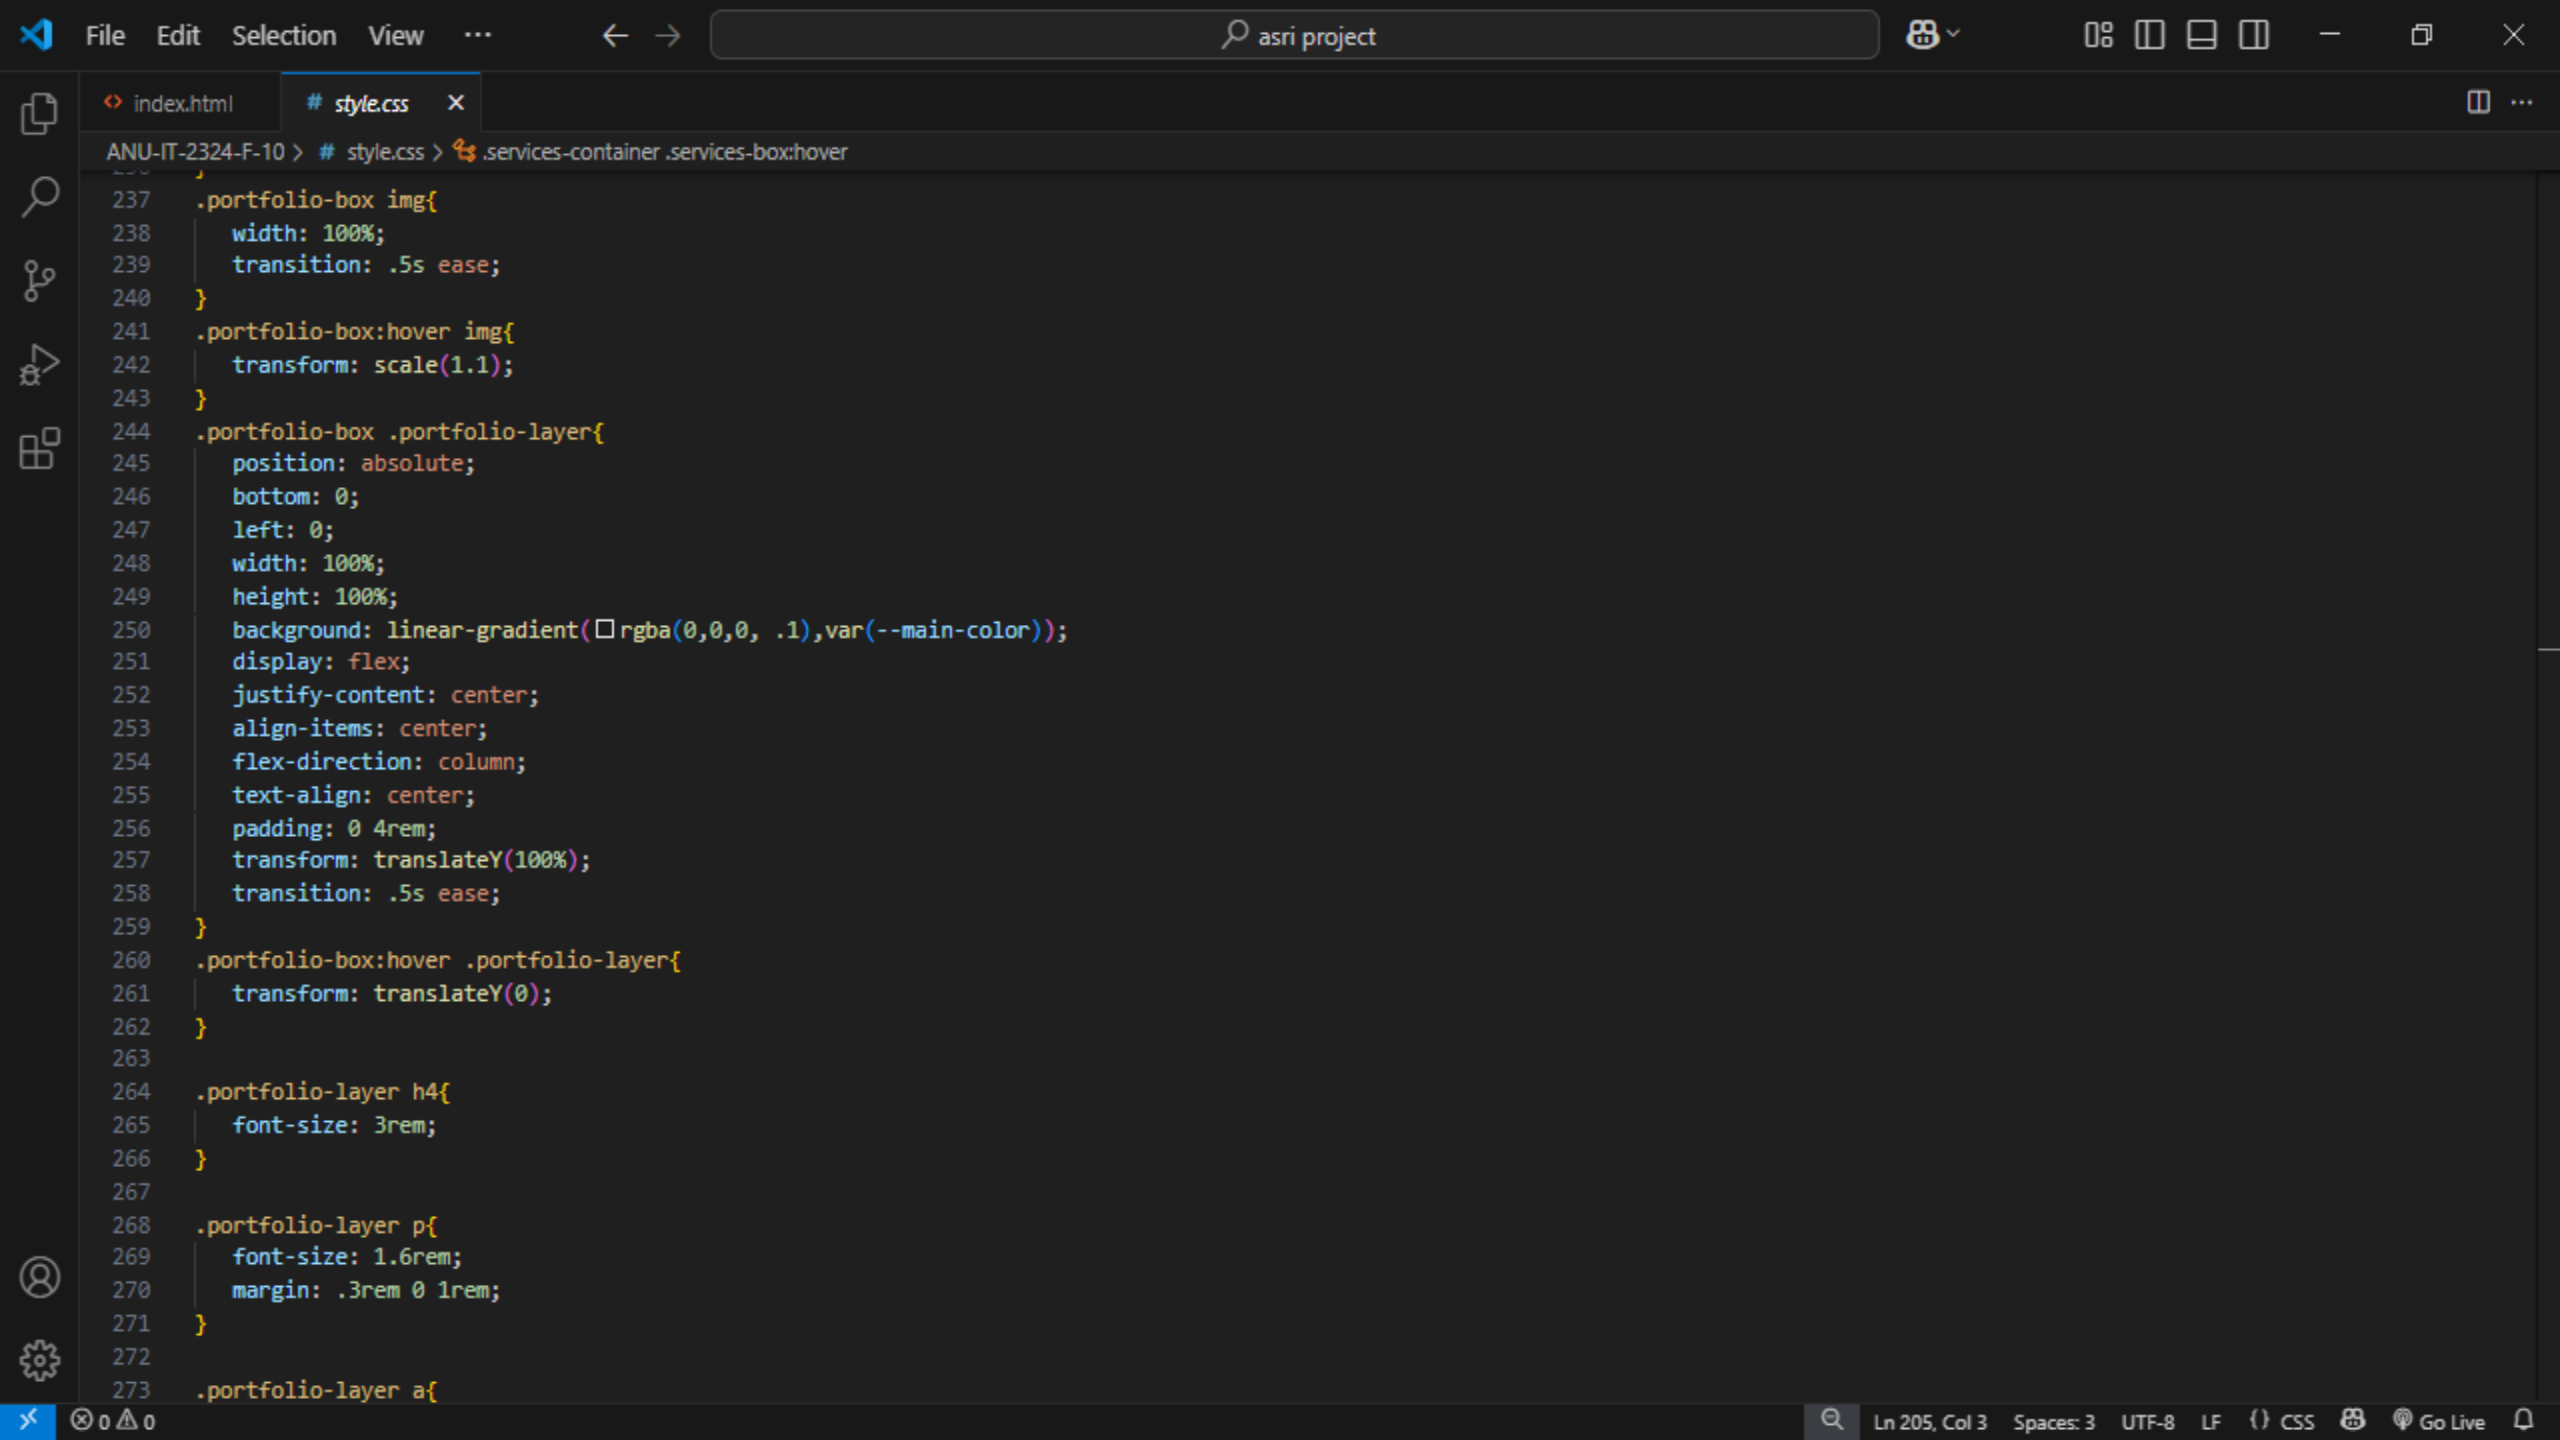 File Edit Selection View ··· asri project
index.html # style.css
ANU-IT-2324-F-10 > # style.css > .services-container .services-box:hover
237 .portfolio-box img{
238 width: 100%;
239 transition: .5s ease;
240 }
241 .portfolio-box:hover img{
242 transform: scale(1.1);
243 }
244 .portfolio-box .portfolio-layer{
245 position: absolute;
246 bottom: 0;
247 left: 0;
248 width: 100%;
249 height: 100%;
250 background: linear-gradient(rgba(0,0,0, .1),var(--main-color));
251 display: flex;
252 justify-content: center;
253 align-items: center;
254 flex-direction: column;
255 text-align: center;
256 padding: 0 4rem;
257 transform: translateY(100%);
258 transition: .5s ease;
259 }
260 .portfolio-box:hover .portfolio-layer{
261 transform: translateY(0);
262 }
263
264 .portfolio-layer h4{
265 font-size: 3rem;
266 }
267
268 .portfolio-layer p{
269 font-size: 1.6rem;
270 margin: .3rem 0 1rem;
271 }
272
273 .portfolio-layer a{
0 0 Ln 205, Col 3 Spaces: 3 UTF-8 LF {} CSS Go Live